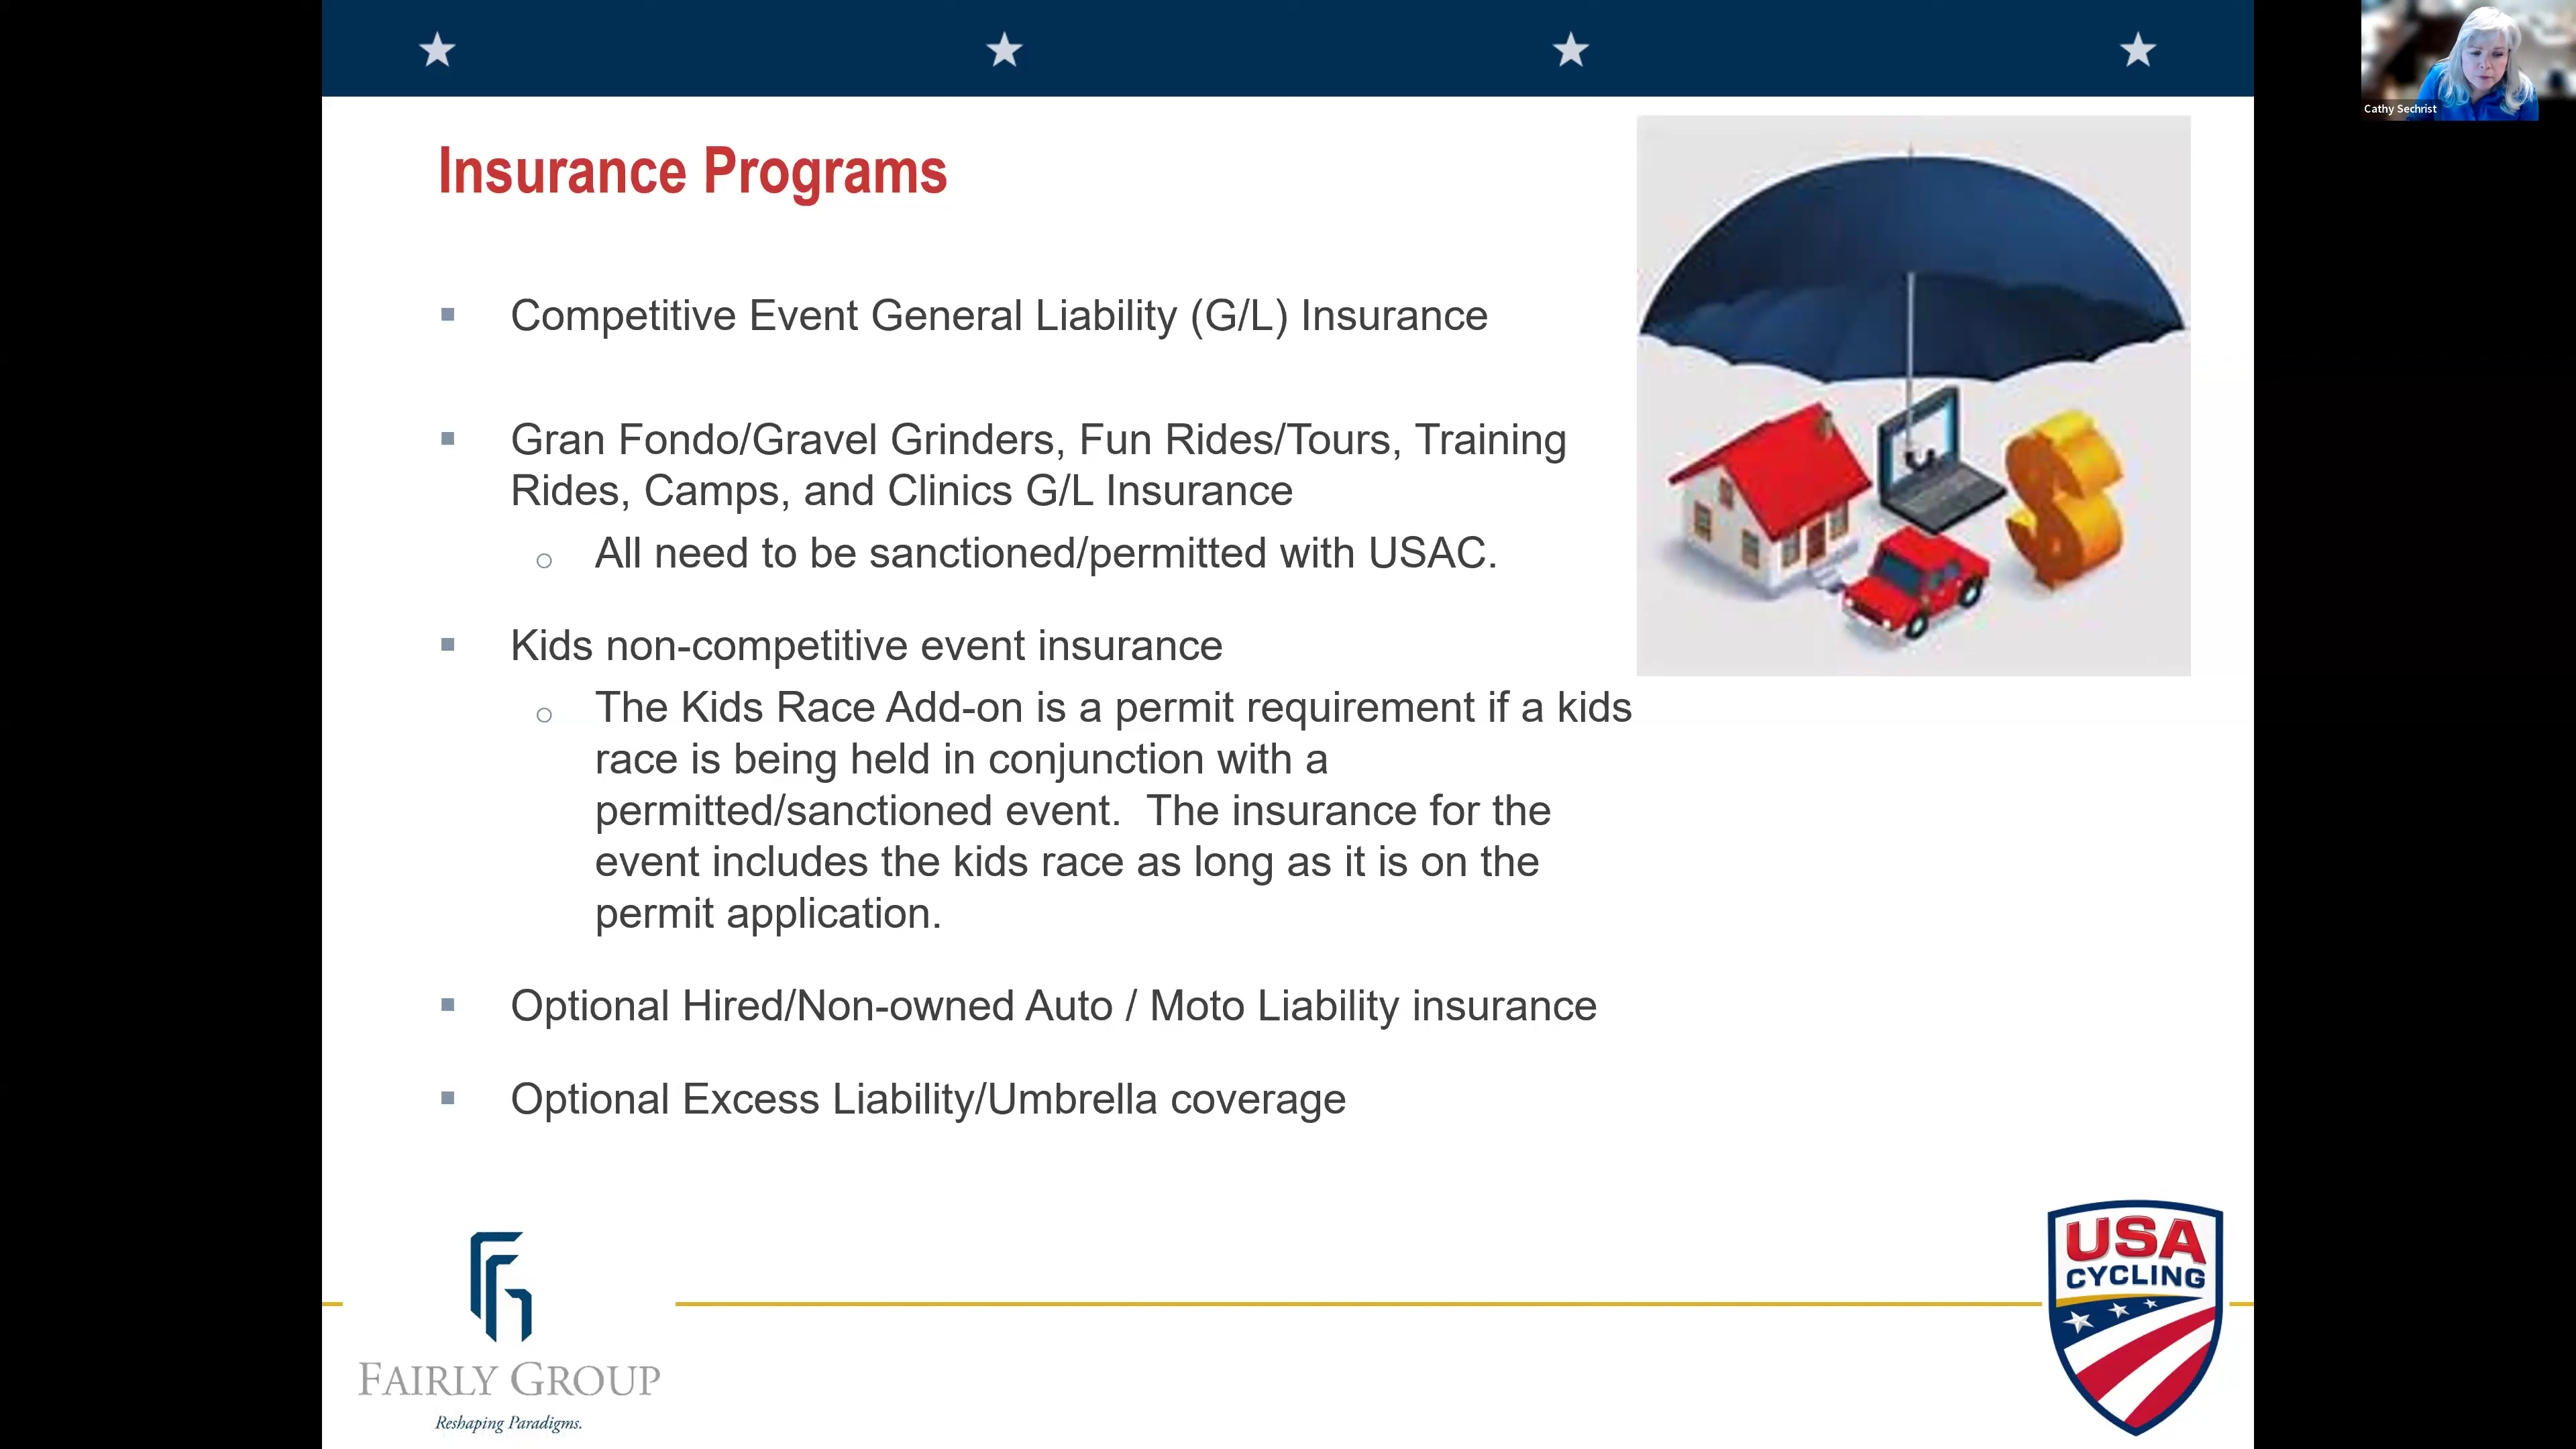 Cathy Sechrist
Insurance Programs
Competitive Event General Liability (G/L) Insurance
Gran Fondo/Gravel Grinders, Fun Rides/Tours, Training
Rides, Camps, and Clinics G/L Insurance
All need to be sanctioned/permitted with USAC.
Kids non-competitive event insurance
The Kids Race Add-on is a permit requirement if a kids
race is being held in conjunction with a
permitted/sanctioned event.  The insurance for the
event includes the kids race as long as it is on the
permit application.
Optional Hired/Non-owned Auto / Moto Liability insurance
Optional Excess Liability/Umbrella coverage
FAIRLY GROUP
Reshaping Paradigms.
USA
CYCLING